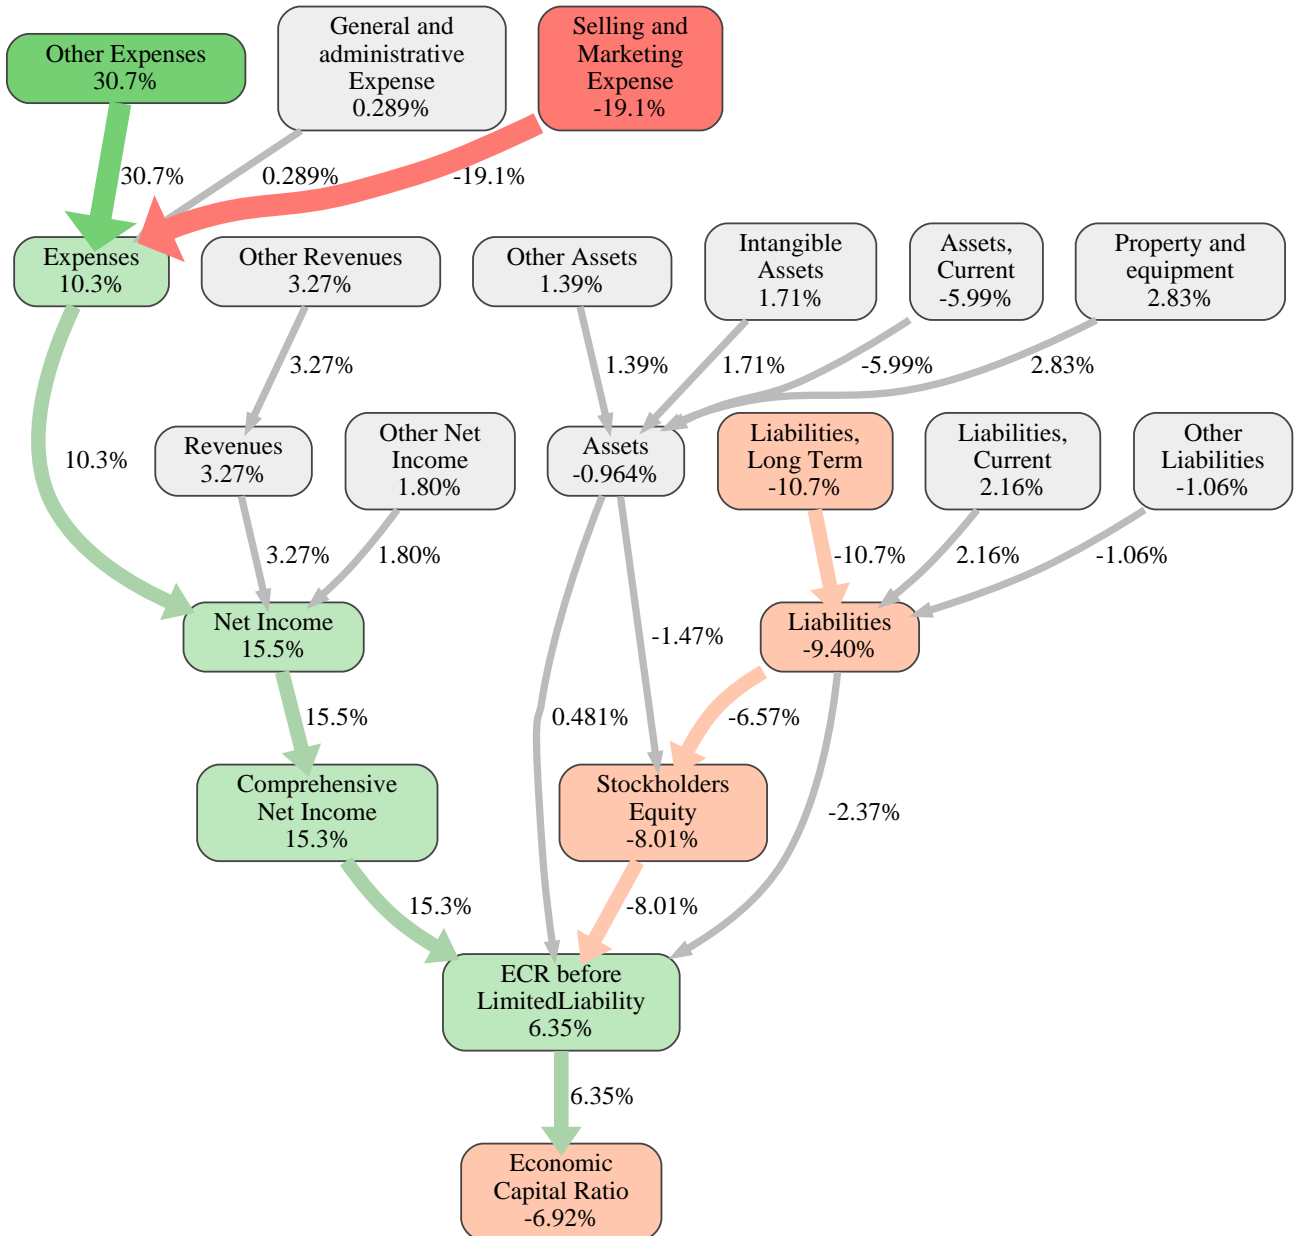 Other Expenses
30.7%
General and
administrative
Expense
0.289%
Selling and
Marketing
Expense
-19.1%
30.7%
0.289%
-19.1%
Expenses
10.3%
Other Revenues
3.27%
Other Assets
1.39%
Intangible
Assets
1.71%
Assets,
Current
-5.99%
Property and
equipment
2.83%
3.27%
1.39%
1.71%
-5.99%
2.83%
10.3%
Revenues
3.27%
Other Net
Income
1.80%
Assets
-0.964%
Liabilities,
Long Term
-10.7%
Liabilities,
Current
2.16%
Other
Liabilities
-1.06%
3.27%
1.80%
-10.7%
2.16%
-1.06%
Net Income
15.5%
-1.47%
Liabilities
-9.40%
15.5%
0.481%
-6.57%
Comprehensive
Net Income
15.3%
Stockholders
Equity
-8.01%
-2.37%
15.3%
-8.01%
ECR before
LimitedLiability
6.35%
6.35%
Economic
Capital Ratio
-6.92%